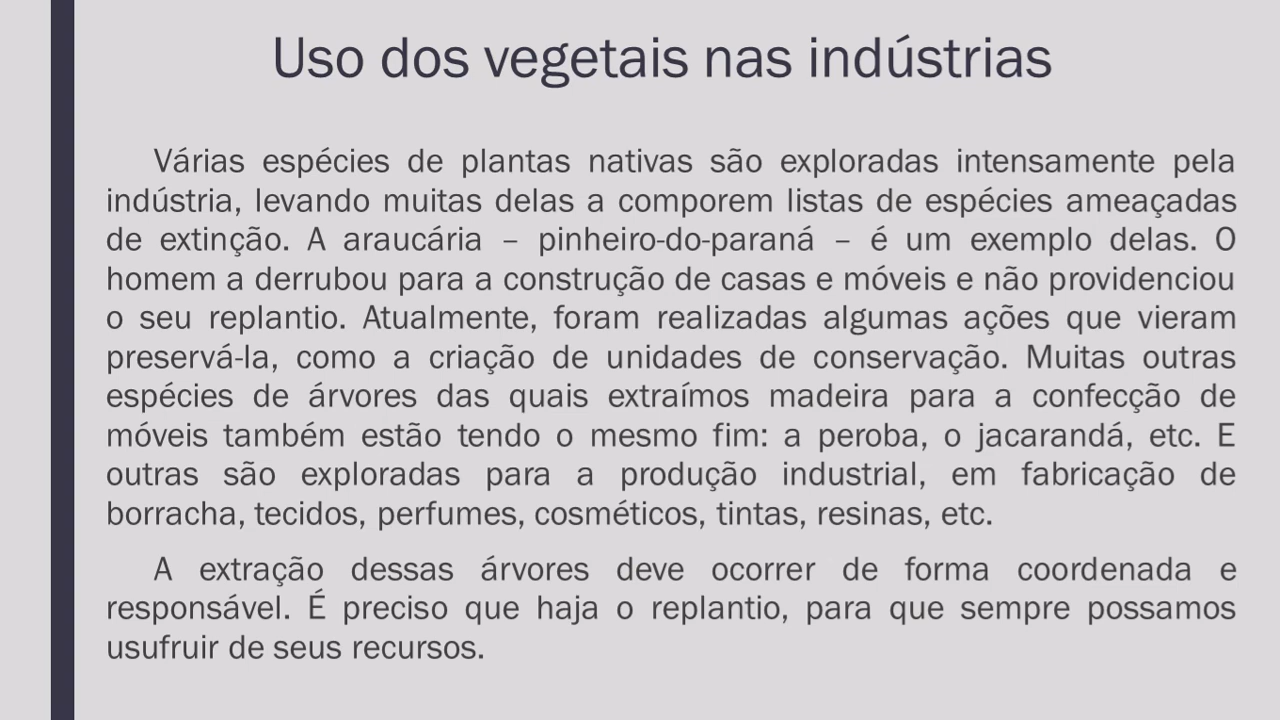 Uso dos vegetais nas indústrias
Várias espécies de plantas nativas são exploradas intensamente pela
indústria, levando muitas delas a comporem listas de espécies ameaçadas
de extinção. A araucária – pinheiro-do-paraná – é um exemplo delas. O
homem a derrubou para a construção de casas e móveis e não providenciou
o seu replantio. Atualmente, foram realizadas algumas ações que vieram
preservá-la, como a criação de unidades de conservação. Muitas outras
espécies de árvores das quais extraímos madeira para a confecção de
móveis também estão tendo o mesmo fim: a peroba, o jacarandá, etc. E
outras são exploradas para a produção industrial, em fabricação de
borracha, tecidos, perfumes, cosméticos, tintas, resinas, etc.
A extração dessas árvores deve ocorrer de forma coordenada e
responsável. É preciso que haja o replantio, para que sempre possamos
usufruir de seus recursos.